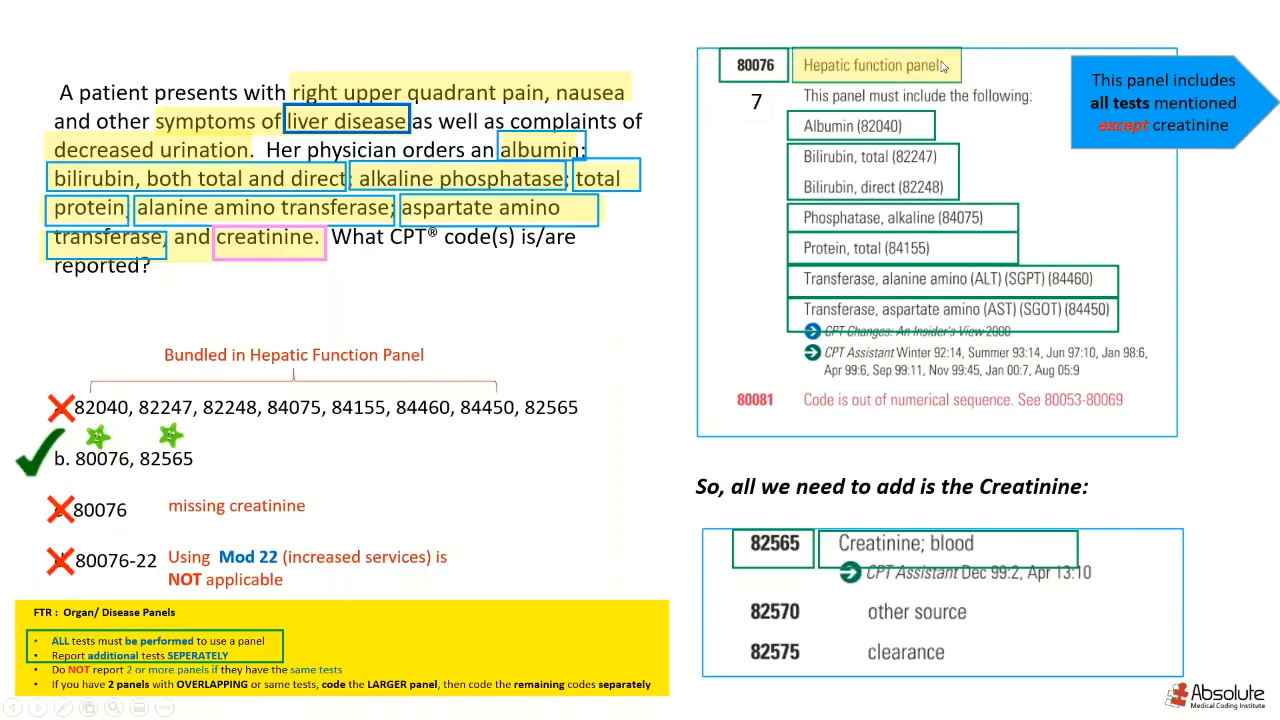 A patient presents with right upper quadrant pain, nausea
and other symptoms of liver disease as well as complaints of
decreased urination. Her physician orders an albumin;
bilirubin, both total and direct; alkaline phosphatase; total
protein, alanine amino transferase; aspartate amino
transferase, and creatinine. What CPT® code(s) is/are
reported?
Bundled in Hepatic Function Panel
82040, 82247, 82248, 84075, 84155, 84460, 84450, 82565
b. 80076, 82565
80076 missing creatinine
80076-22 Using Mod 22 (increased services) is
NOT applicable
FTR : Organ/ Disease Panels
• ALL tests must be performed to use a panel
• Report additional tests SEPERATELY
• Do NOT report 2 or more panels if they have the same tests
• If you have 2 panels with OVERLAPPING or same tests, code the LARGER panel, then code the remaining codes separately
80076 Hepatic function panel
7 This panel must include the following:
Albumin (82040)
Bilirubin, total (82247)
Bilirubin, direct (82248)
Phosphatase, alkaline (84075)
Protein, total (84155)
Transferase, alanine amino (ALT) (SGPT) (84460)
Transferase, aspartate amino (AST) (SGOT) (84450)
CPT Changes: An Insider's View 2000
CPT Assistant Winter 92:14, Summer 93:14, Jun 97:10, Jan 98:6,
Apr 99:6, Sep 99:11, Nov 99:45, Jan 00:7, Aug 05:9
80081 Code is out of numerical sequence. See 80053-80069
This panel includes
all tests mentioned
except creatinine
So, all we need to add is the Creatinine:
82565 Creatinine; blood
CPT Assistant Dec 99:2, Apr 13:10
82570 other source
82575 clearance
Absolute
Medical Coding Institute